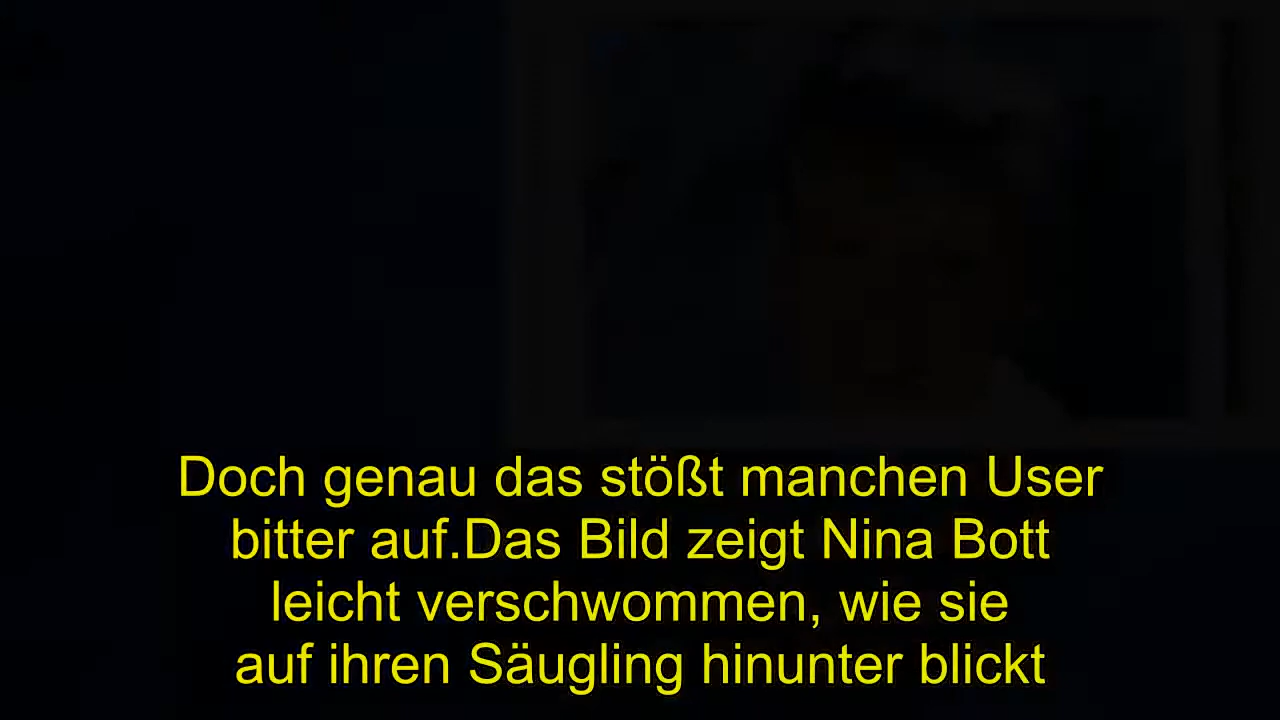 Doch genau das stößt manchen User
bitter auf.Das Bild zeigt Nina Bott
leicht verschwommen, wie sie
auf ihren Säugling hinunter blickt